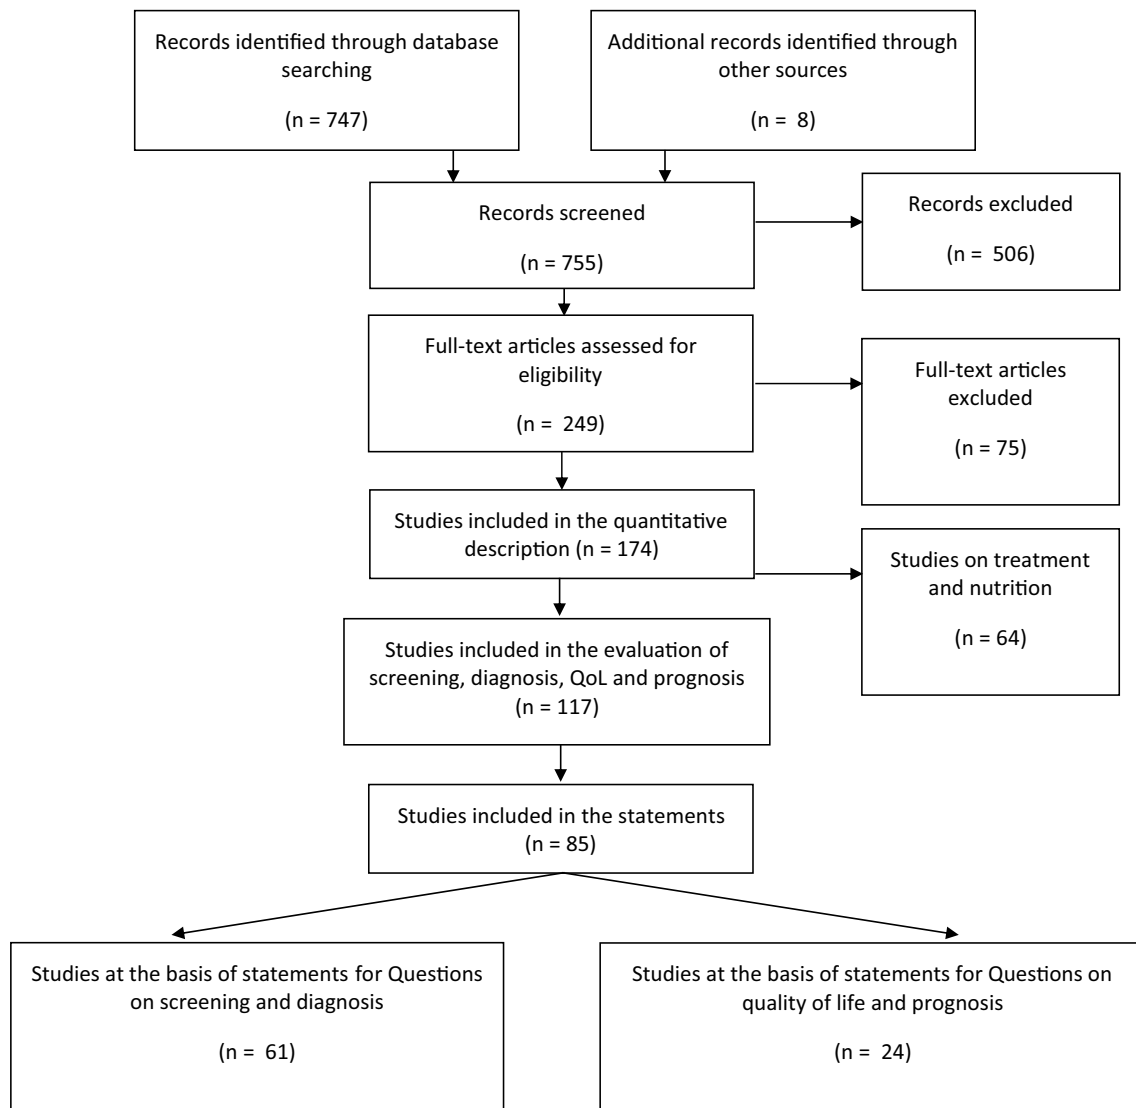 Records identified through database
searching
(n = 747)
Additional records identified through
other sources
(n =  8)
Records screened
(n = 755)
Records excluded
(n =  506)
Full-text articles assessed for
eligibility
(n =  249)
Full-text articles
excluded
(n = 75)
Studies included in the quantitative
description (n = 174)
Studies on treatment
and nutrition
(n = 64)
Studies included in the evaluation of
screening, diagnosis, QoL and prognosis
(n = 117)
Studies included in the statements
(n = 85)
Studies at the basis of statements for Questions
on screening and diagnosis
(n =  61)
Studies at the basis of statements for Questions on
quality of life and prognosis
(n =  24)